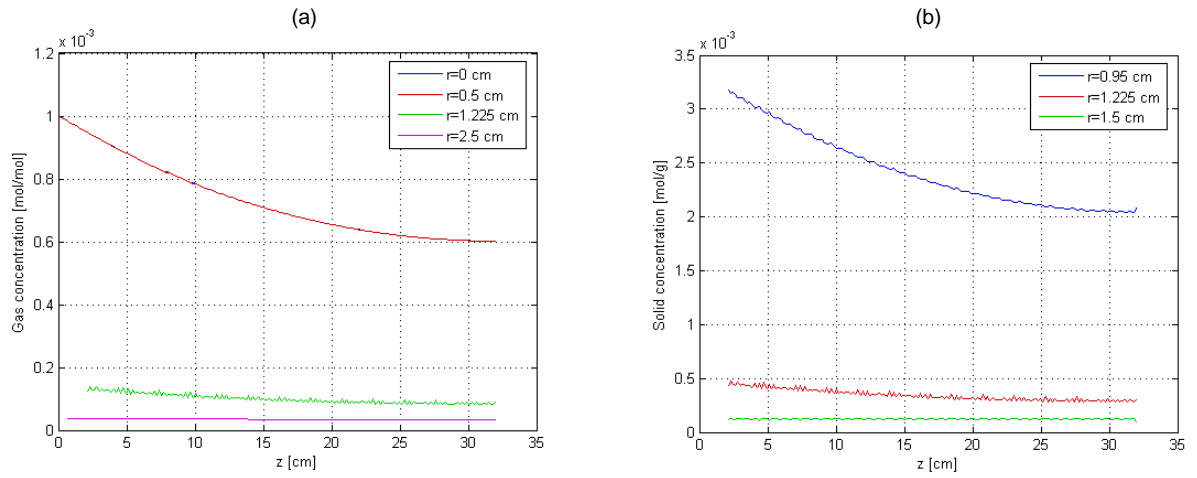 (a)
x 10⁻³
1.2
1
0.8
0.6
0.4
0.2
0
Gas concentration [mol/mol]
r=0 cm
r=0.5 cm
r=1.225 cm
r=2.5 cm
0 5 10 15 20 25 30 35
z [cm]
(b)
x 10⁻³
3.5
3
2.5
2
1.5
1
0.5
0
Solid concentration [mol/g]
r=0.95 cm
r=1.225 cm
r=1.5 cm
0 5 10 15 20 25 30 35
z [cm]